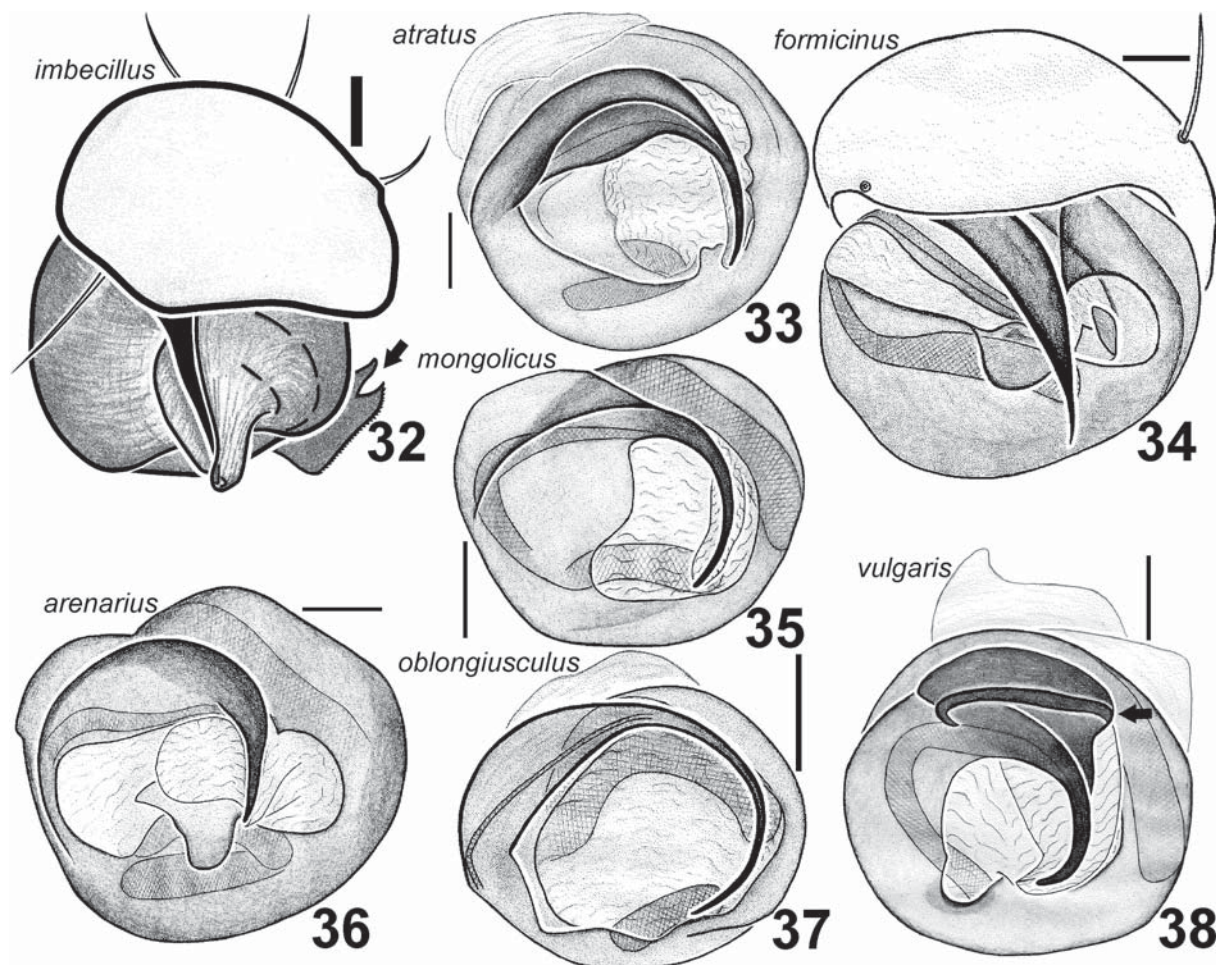 imbecillus
atratus
formicinus
32
33
34
mongolicus
35
arenarius
oblongiusculus
vulgaris
36
37
38